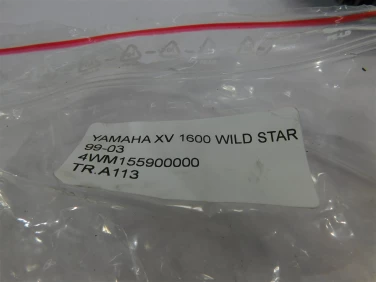 YAMAHA XV 1600 WILD STAR
99-03
4WM155900000
TR.A113